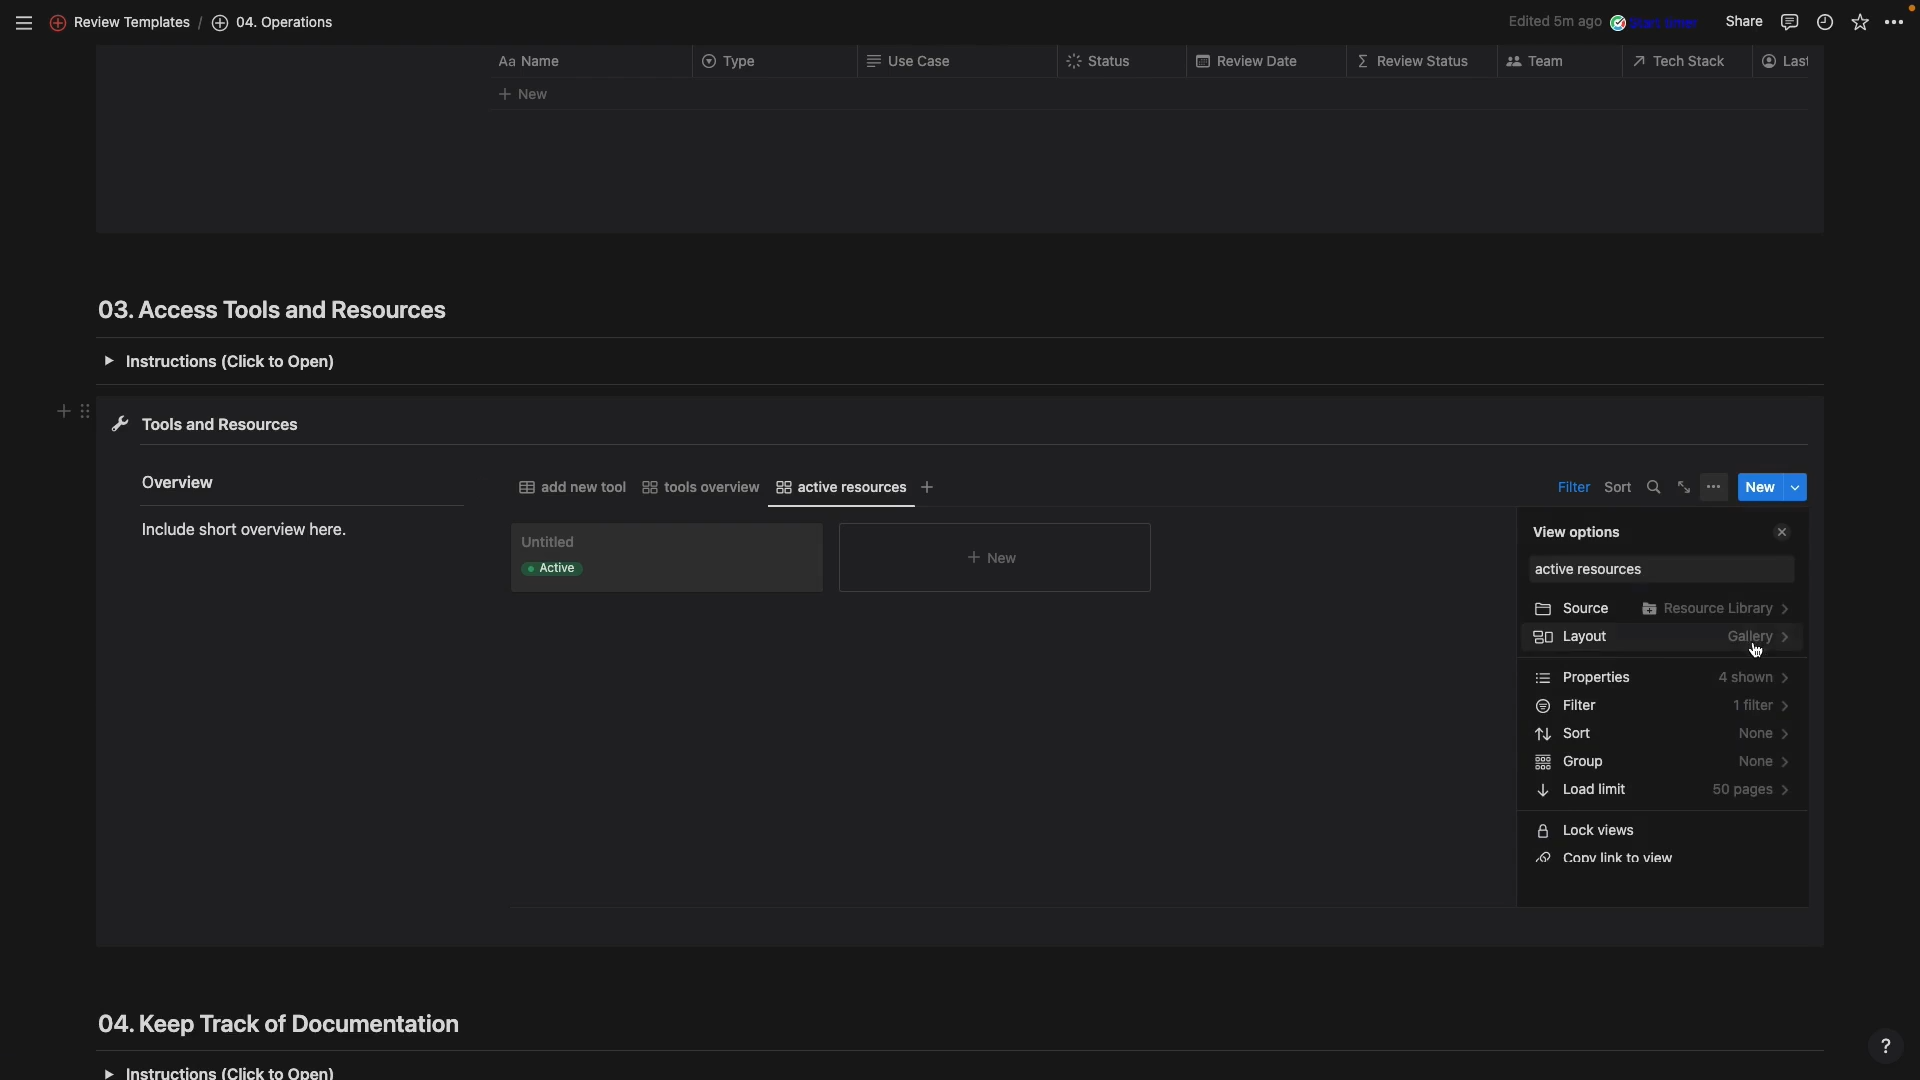 Review Templates / 04. Operations
Edited 5m ago Start timer Share
Aa Name Type Use Case Status Review Date Review Status Team Tech Stack Last
+ New
03. Access Tools and Resources
Instructions (Click to Open)
Tools and Resources
Overview
Include short overview here.
add new tool tools overview active resources +
Filter Sort New
Untitled
Active
+ New
View options
active resources
Source Resource Library
Layout Gallery
Properties 4 shown
Filter 1 filter
Sort None
Group None
Load limit 50 pages
Lock views
Copy link to view
04. Keep Track of Documentation
Instructions (Click to Open)
?